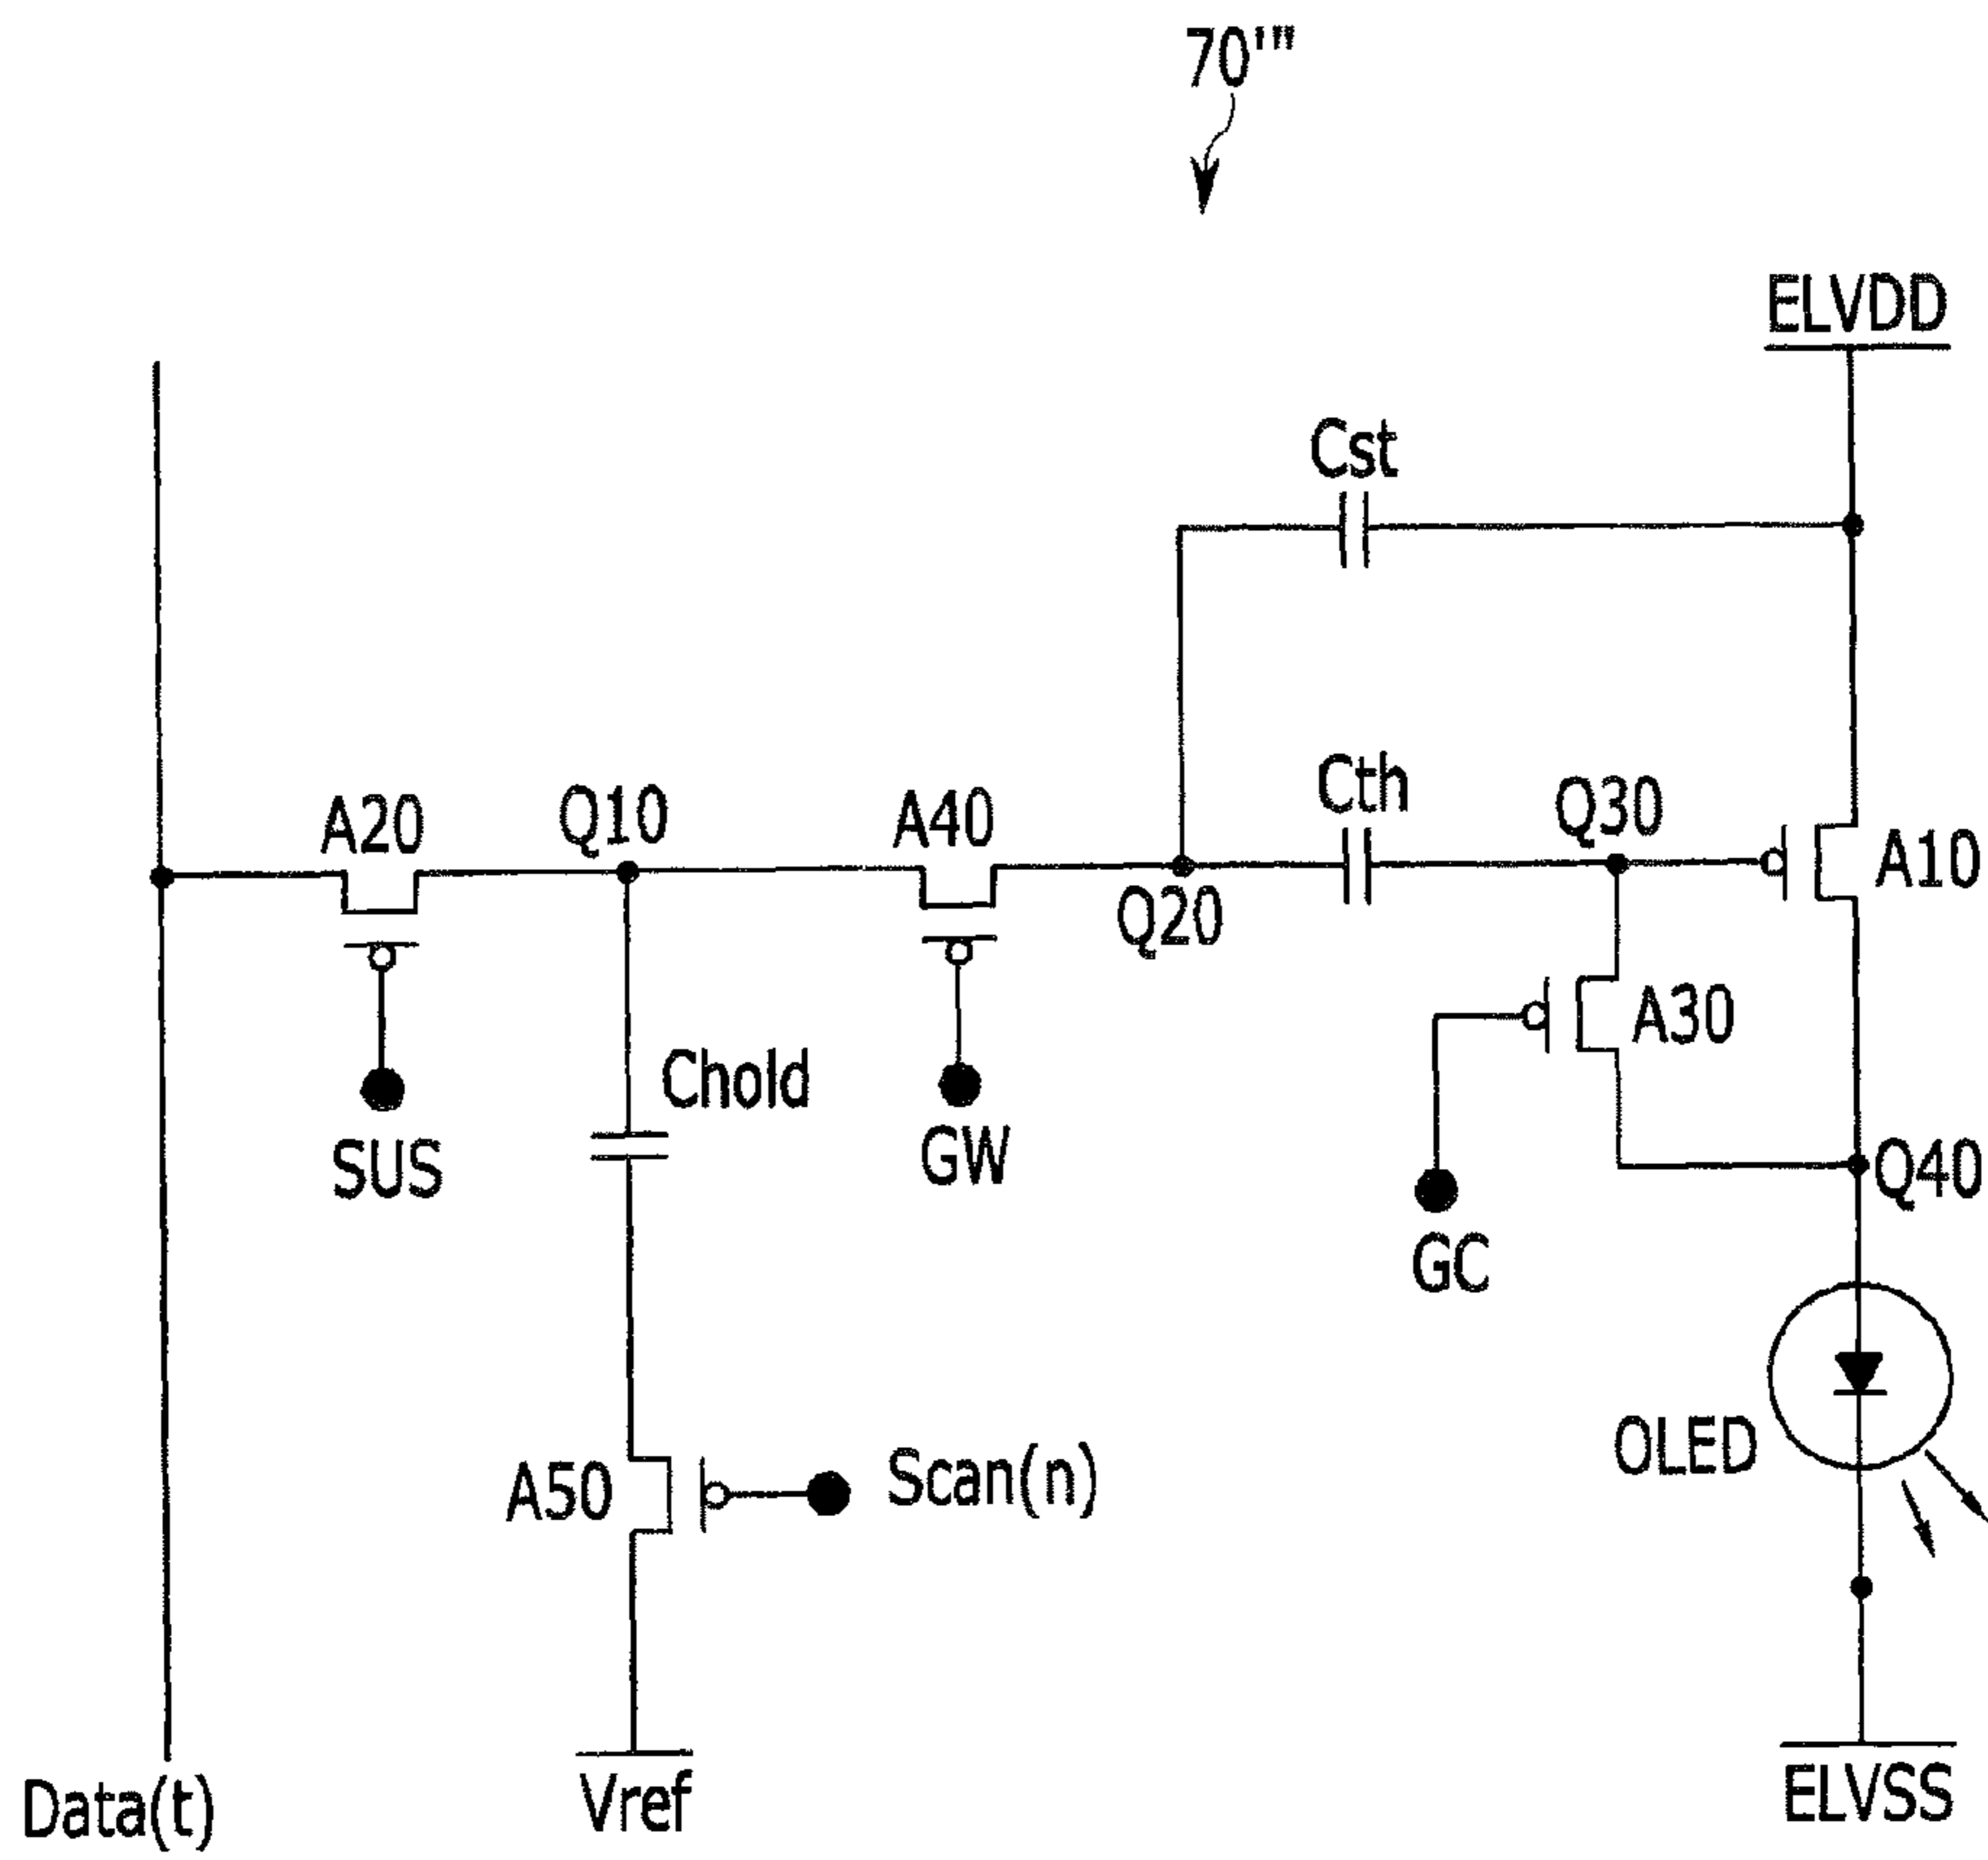 70'"
ELVDD
Cst
Cth
Q30
A20
Q10
A40
A10
Q20
A30
Chold
SUS
GW
Q40
GC
OLED
A50
Scan(n)
Data(t)
Vref
ELVSS